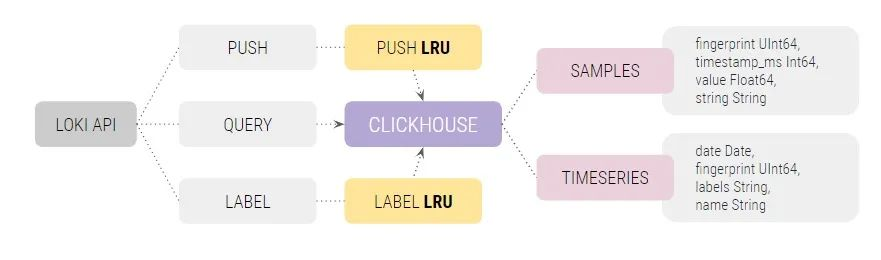 LOKI API
PUSH
QUERY
LABEL
PUSH LRU
CLICKHOUSE
LABEL LRU
SAMPLES
fingerprint UInt64,
timestamp_ms Int64,
value Float64,
string String
TIMESERIES
date Date,
fingerprint UInt64,
labels String,
name String